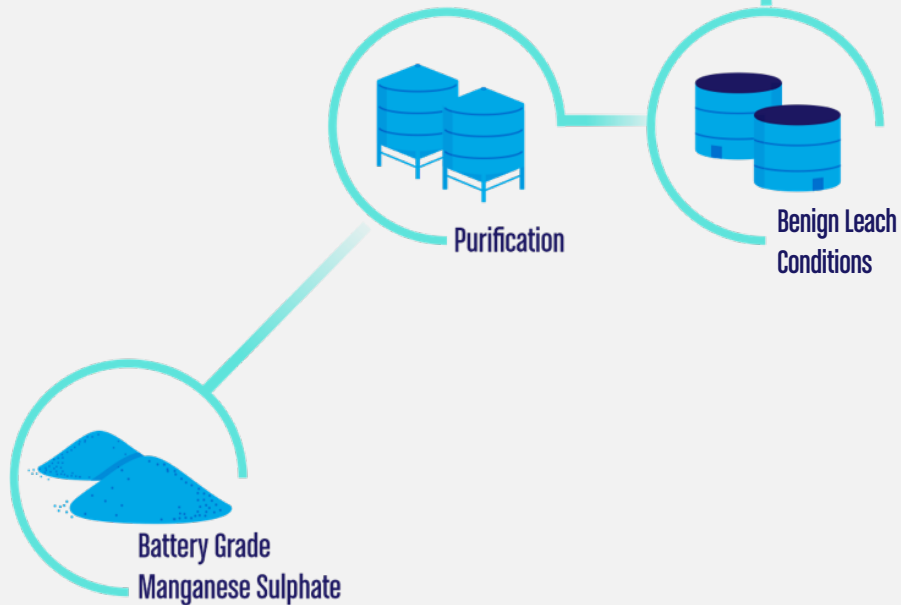 Purification
Benign Leach
Conditions
Battery Grade
Manganese Sulphate